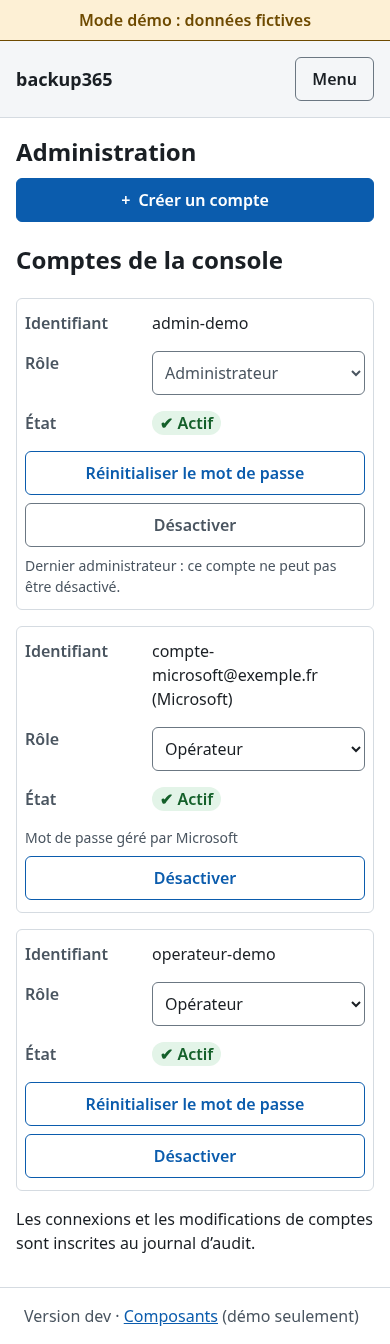 Mode démo : données fictives
backup365
Menu
Administration
+ Créer un compte
Comptes de la console
Identifiant admin-demo
Rôle Administrateur
État ✔ Actif
Réinitialiser le mot de passe
Désactiver
Dernier administrateur : ce compte ne peut pas
être désactivé.
Identifiant compte-
microsoft@exemple.fr
(Microsoft)
Rôle Opérateur
État ✔ Actif
Mot de passe géré par Microsoft
Désactiver
Identifiant operateur-demo
Rôle Opérateur
État ✔ Actif
Réinitialiser le mot de passe
Désactiver
Les connexions et les modifications de comptes
sont inscrites au journal d’audit.
Version dev · Composants (démo seulement)